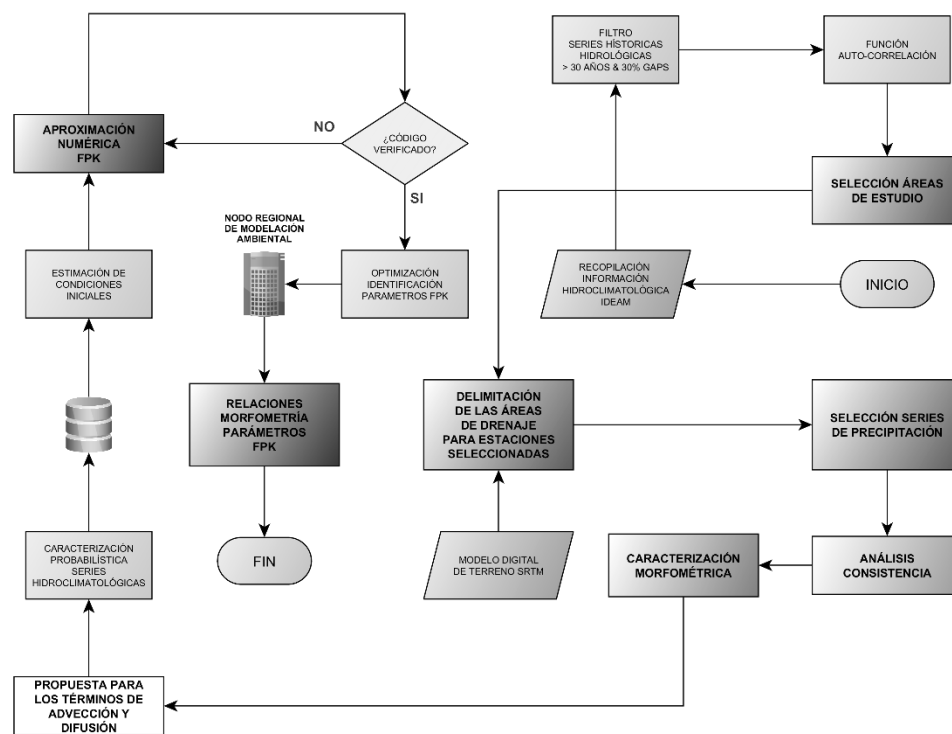 FILTRO
SERIES HÍSTORICAS
HIDROLÓGICAS
> 30 AÑOS & 30% GAPS
FUNCIÓN
AUTO-CORRELACIÓN
APROXIMACIÓN
NUMÉRICA
FPK
NO
¿CÓDIGO
VERIFICADO?
SI
SELECCIÓN ÁREAS
DE ESTUDIO
NODO REGIONAL
DE MODELACIÓN
AMBIENTAL
ESTIMACIÓN DE
CONDICIONES
INICIALES
OPTIMIZACIÓN
IDENTIFICACIÓN
PARAMETROS FPK
RECOPILACIÓN
INFORMACIÓN
HIDROCLIMATOLÓGICA
IDEAM
INICIO
RELACIONES
MORFOMETRÍA
PARÁMETROS
FPK
DELIMITACIÓN
DE LAS ÁREAS
DE DRENAJE
PARA ESTACIONES
SELECCIONADAS
SELECCIÓN SERIES
DE PRECIPITACIÓN
CARACTERIZACIÓN
PROBABILÍSTICA
SERIES
HIDROCLIMATOLÓGICAS
FIN
MODELO DIGITAL
DE TERRENO SRTM
CARACTERIZACIÓN
MORFOMÉTRICA
ANÁLISIS
CONSISTENCIA
PROPUESTA PARA
LOS TÉRMINOS DE
ADVECCIÓN Y
DIFUSIÓN